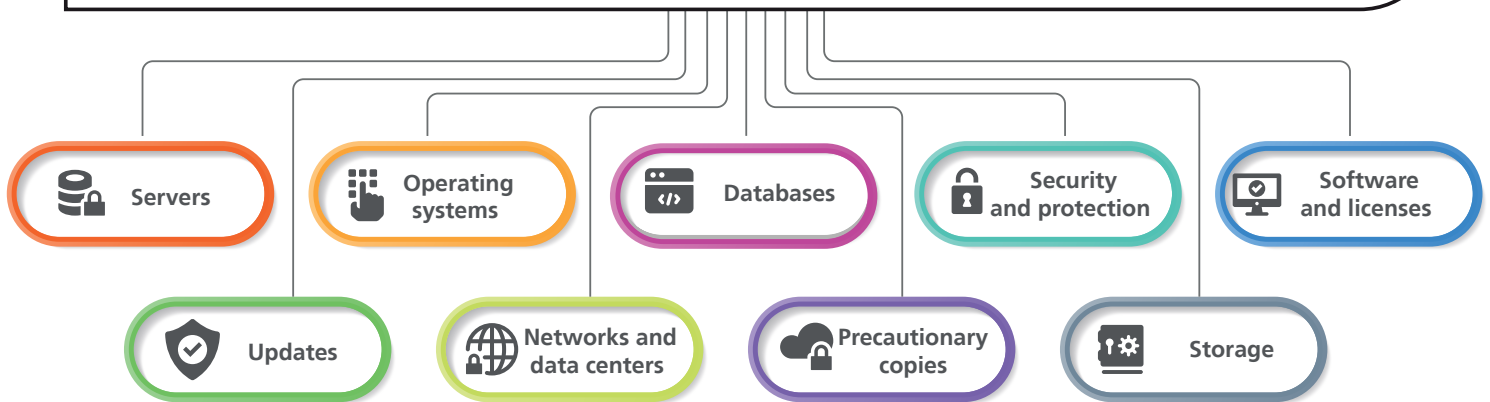 Servers
Operating
systems
Databases
Security
and protection
Software
and licenses
Updates
Networks and
data centers
Precautionary
copies
Storage